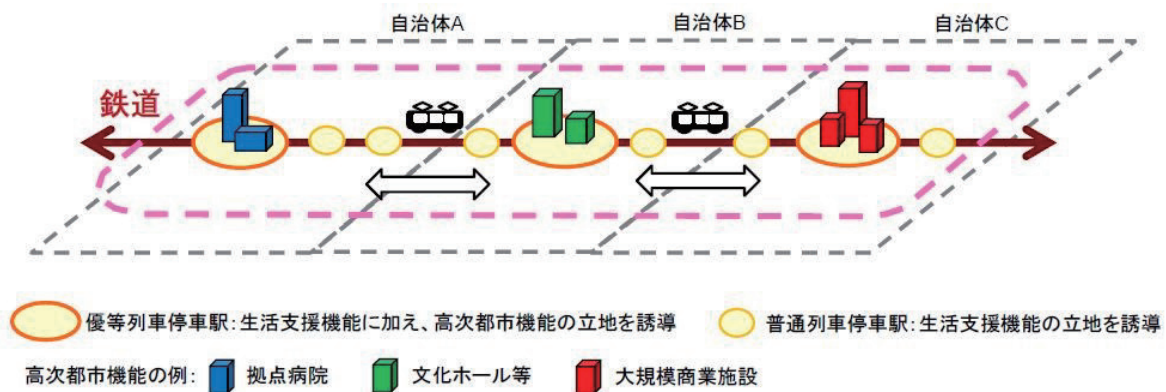 自治体A 自治体B 自治体C
鉄道
優等列車停車駅：生活支援機能に加え、高次都市機能の立地を誘導 普通列車停車駅：生活支援機能の立地を誘導
高次都市機能の例： 拠点病院 文化ホール等 大規模商業施設